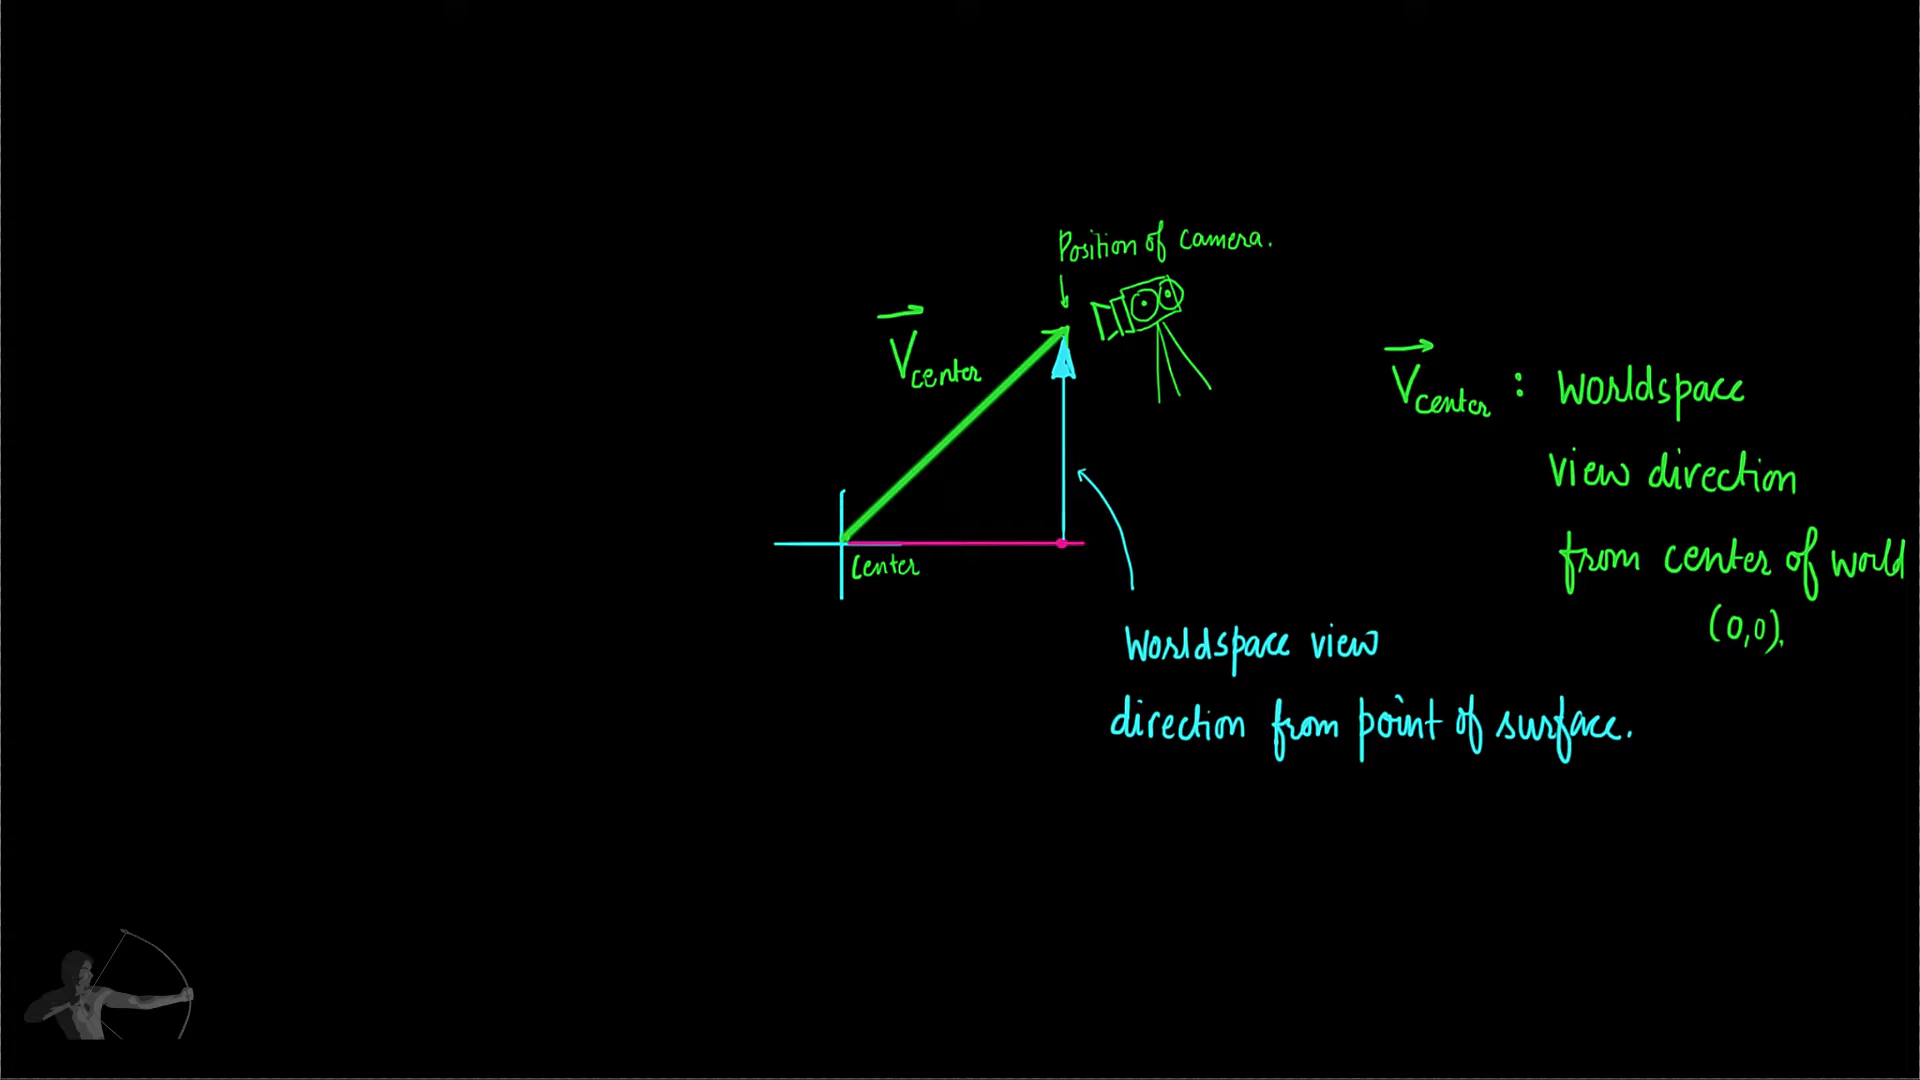 Position of camera.
V center
V center : Worldspace
view direction
from center of world
(0,0).
center
Worldspace view
direction from point of surface.